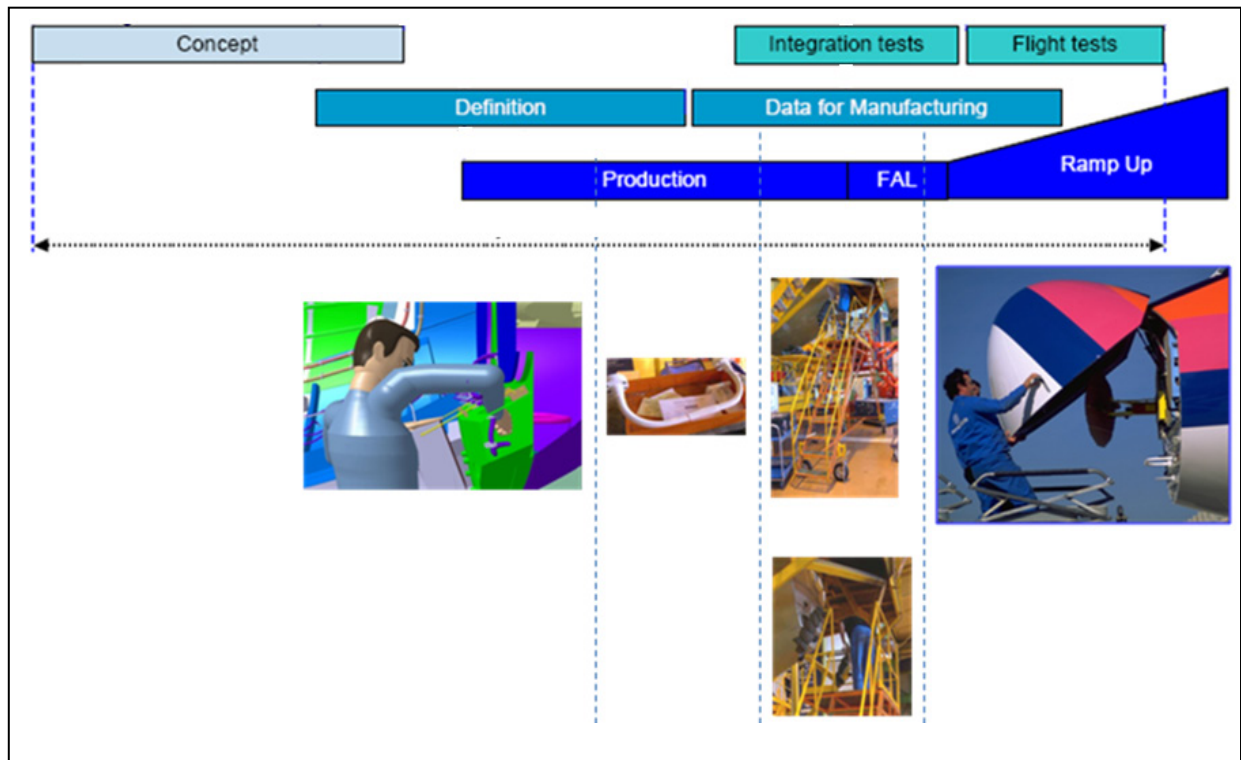 Concept
Integration tests
Flight tests
Definition
Data for Manufacturing
Production
FAL
Ramp Up